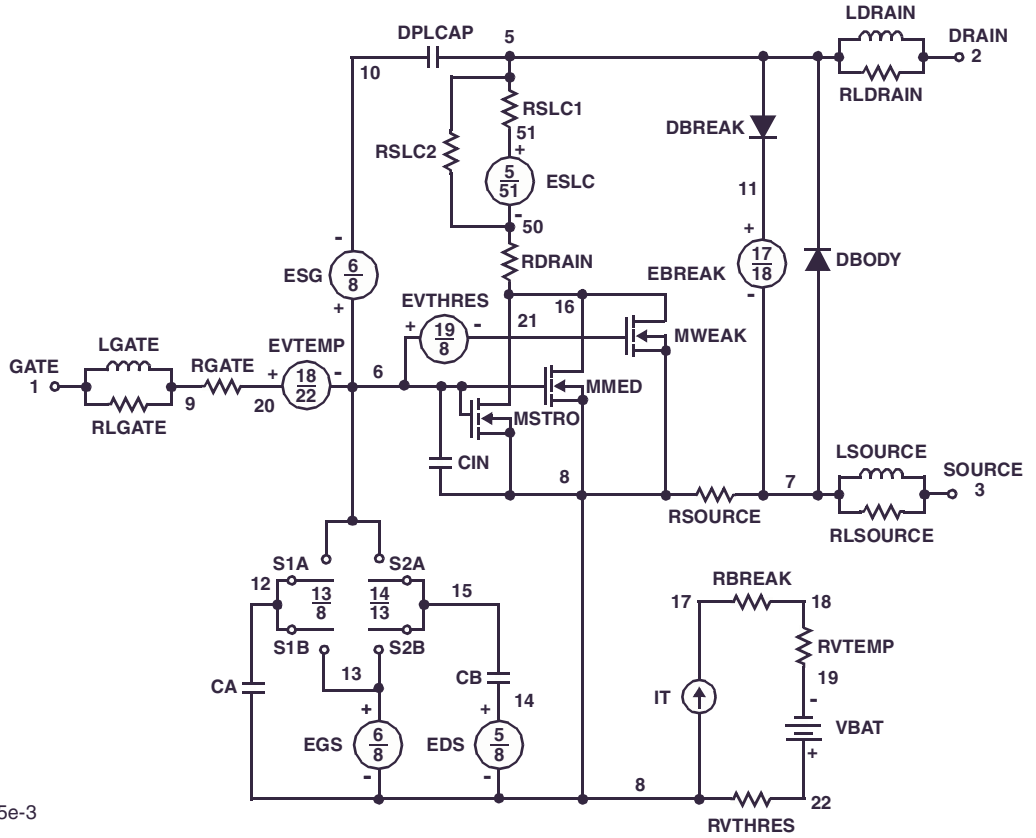 LDRAIN
DPLCAP 5 DRAIN
10 2
RSLC1 RLDRAIN
51 DBREAK
+
RSLC2
5
51
ESLC
11
-
50
- +
RDRAIN 17
18
6
8
ESG EBREAK DBODY
+ EVTHRES 16 -
+ 19
8
- 21
MWEAK
LGATE EVTEMP
GATE RGATE + 18
22
- 6
1 MMED
9 20 MSTRO
RLGATE
LSOURCE
CIN 8 7 SOURCE
3
RSOURCE
RLSOURCE
S1A S2A
12 13
8
14
13
15 RBREAK
17 18
S1B S2B RVTEMP
13 CB 19
CA 14 IT -
+ + VBAT
EGS 6
8
EDS 5
8
+
- - 8
22
RVTHRES
5e-3